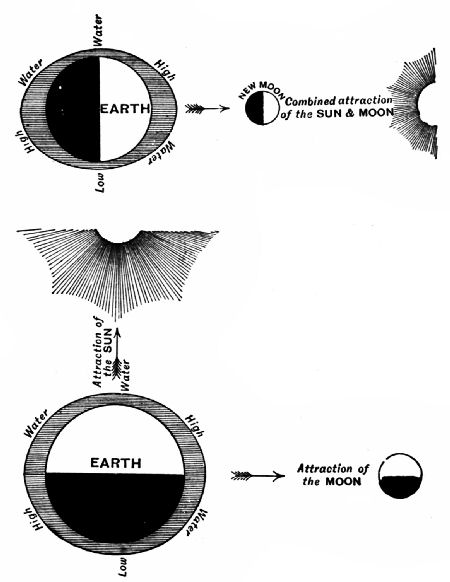 Water
Water
High
EARTH
High
Water
Low
NEW MOON
Combined attraction
of the SUN & MOON
Attraction of
the SUN
Water
Water
High
EARTH
High
Water
Low
Attraction of
the MOON